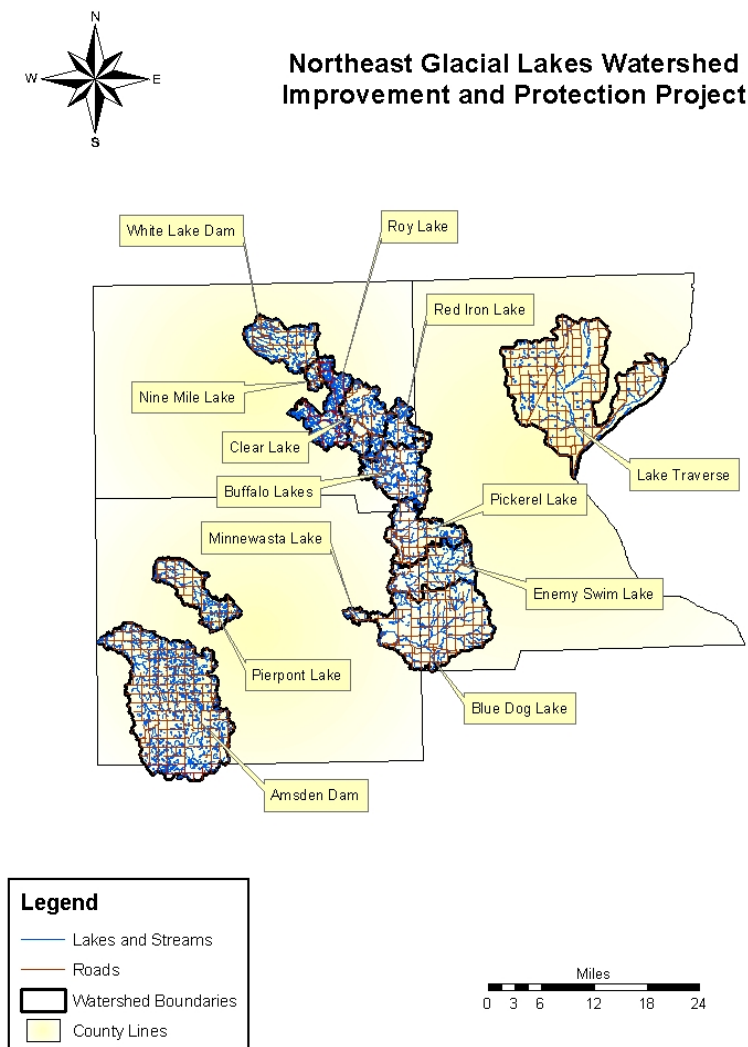 N
W E
S
Northeast Glacial Lakes Watershed
Improvement and Protection Project
White Lake Dam
Roy Lake
Red Iron Lake
Nine Mile Lake
Clear Lake
Lake Traverse
Buffalo Lakes
Pickerel Lake
Minnewasta Lake
Enemy Swim Lake
Pierpont Lake
Blue Dog Lake
Amsden Dam
Legend
Lakes and Streams
Roads
Watershed Boundaries
County Lines
Miles
0 3 6 12 18 24